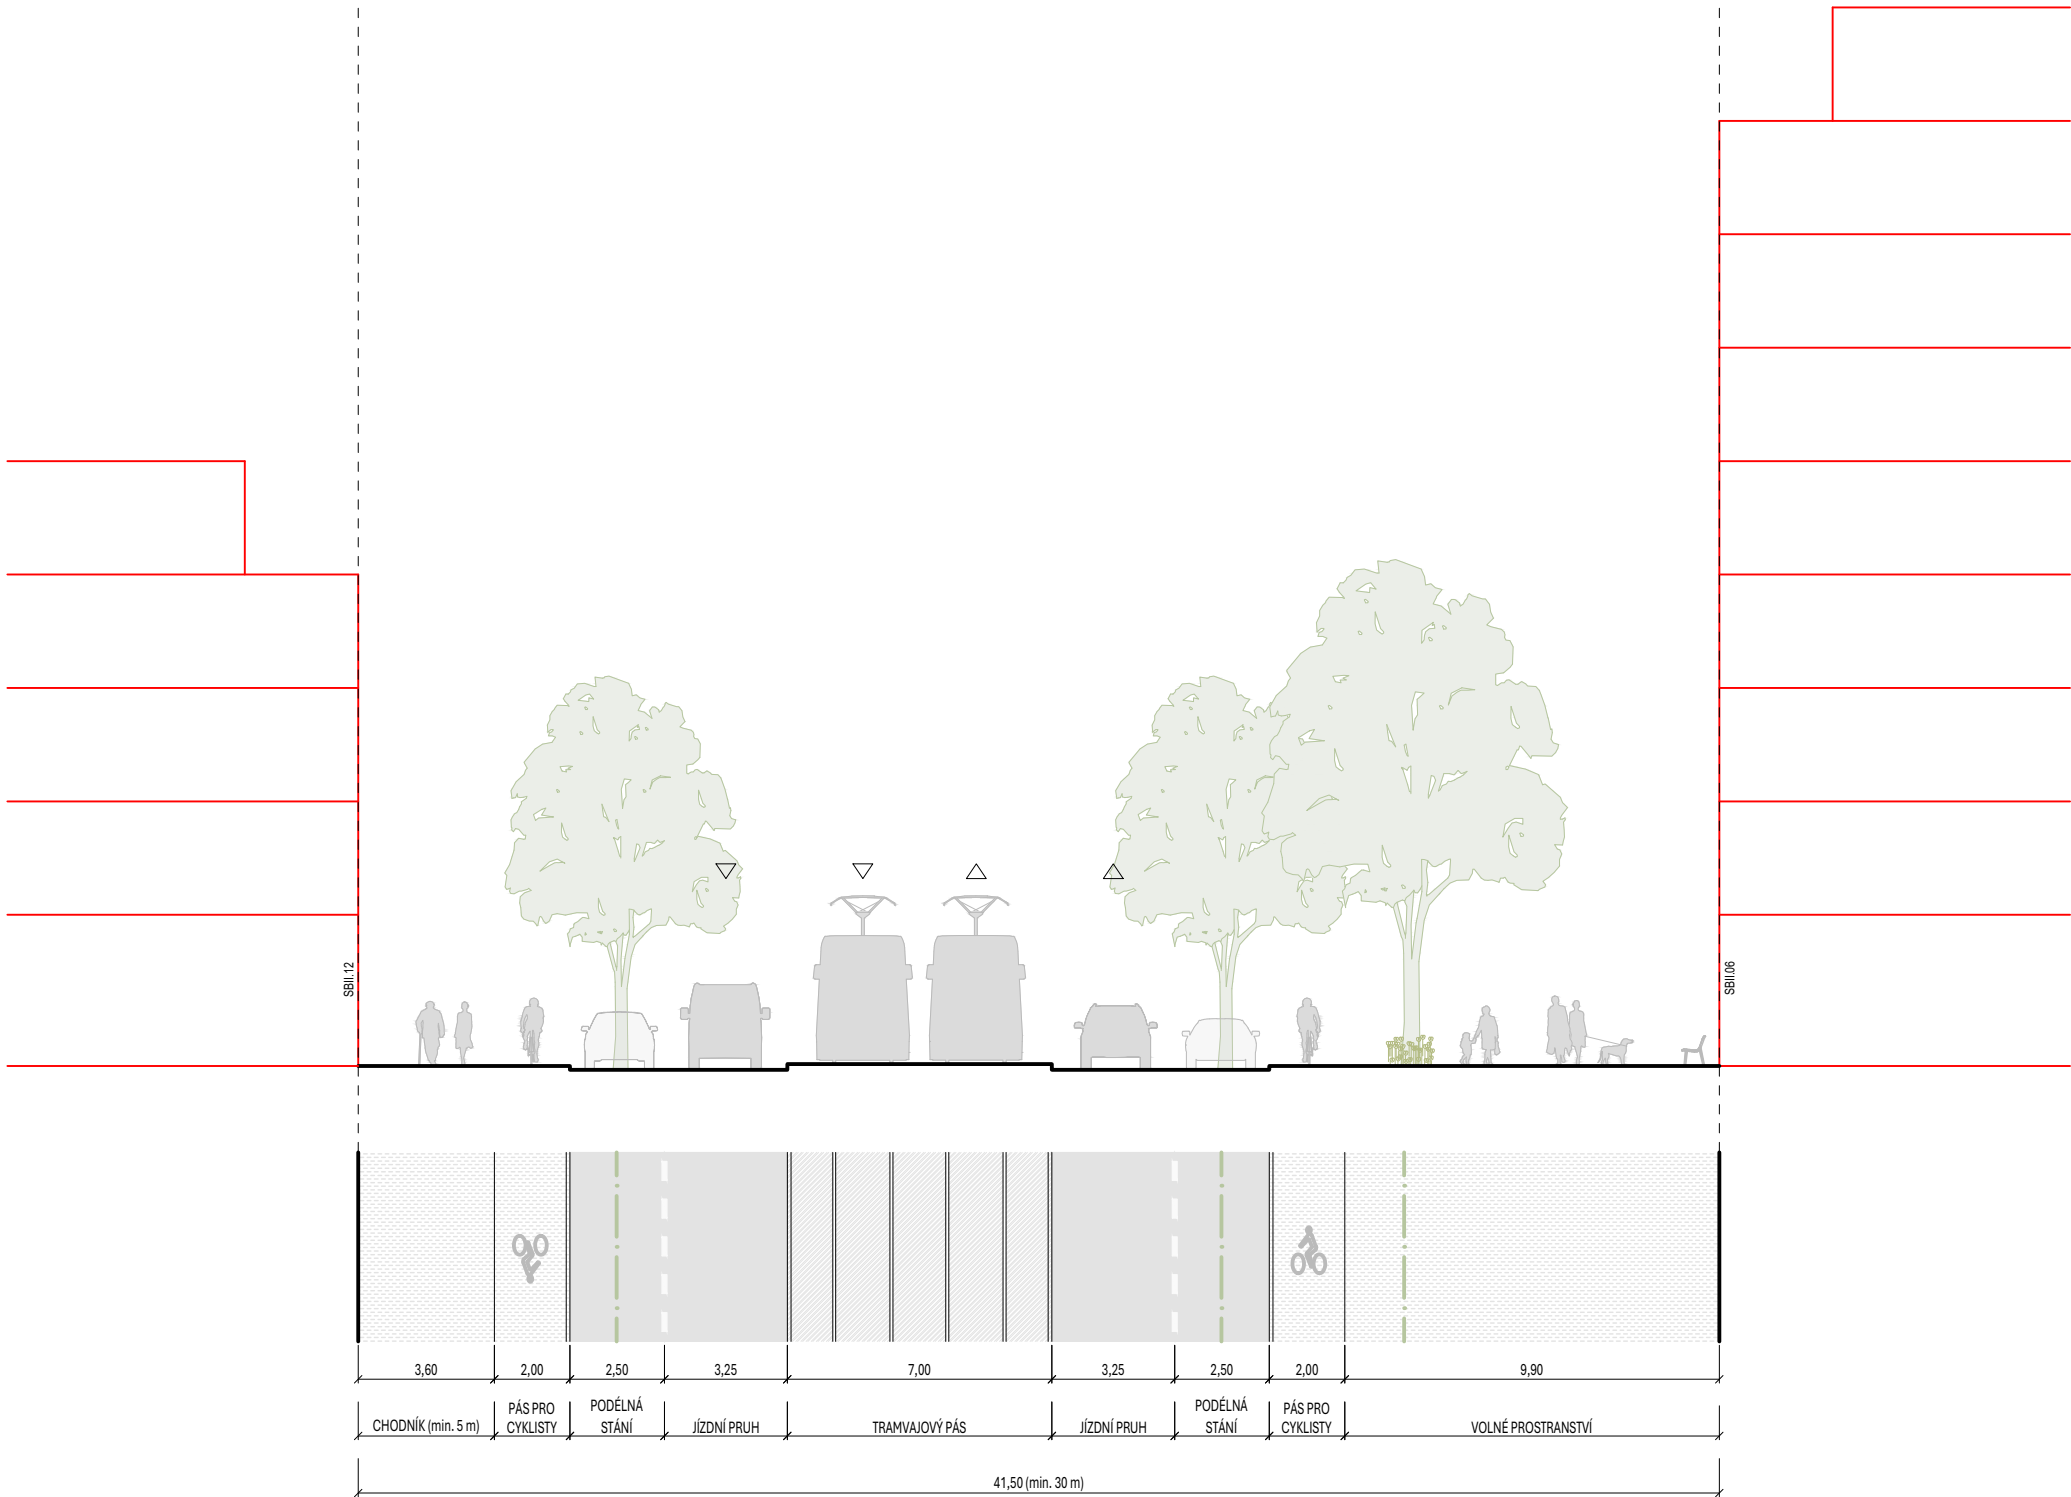 SBII.12
SBII.06
3,60
2,00
2,50
3,25
7,00
3,25
2,50
2,00
9,90
CHODNÍK (min. 5 m)
PÁS PRO
CYKLISTY
PODÉLNÁ
STÁNÍ
JÍZDNÍ PRUH
TRAMVAJOVÝ PÁS
JÍZDNÍ PRUH
PODÉLNÁ
STÁNÍ
PÁS PRO
CYKLISTY
VOLNÉ PROSTRANSTVÍ
41,50 (min. 30 m)